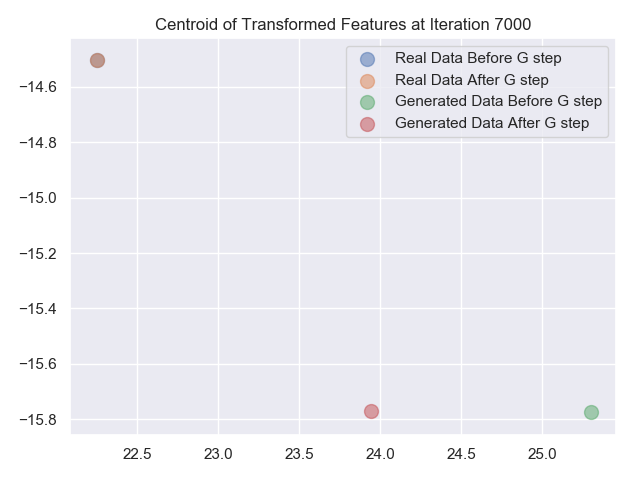 Centroid of Transformed Features at Iteration 7000
Real Data Before G step
Real Data After G step
Generated Data Before G step
Generated Data After G step
−14.6
−14.8
−15.0
−15.2
−15.4
−15.6
−15.8
22.5 23.0 23.5 24.0 24.5 25.0